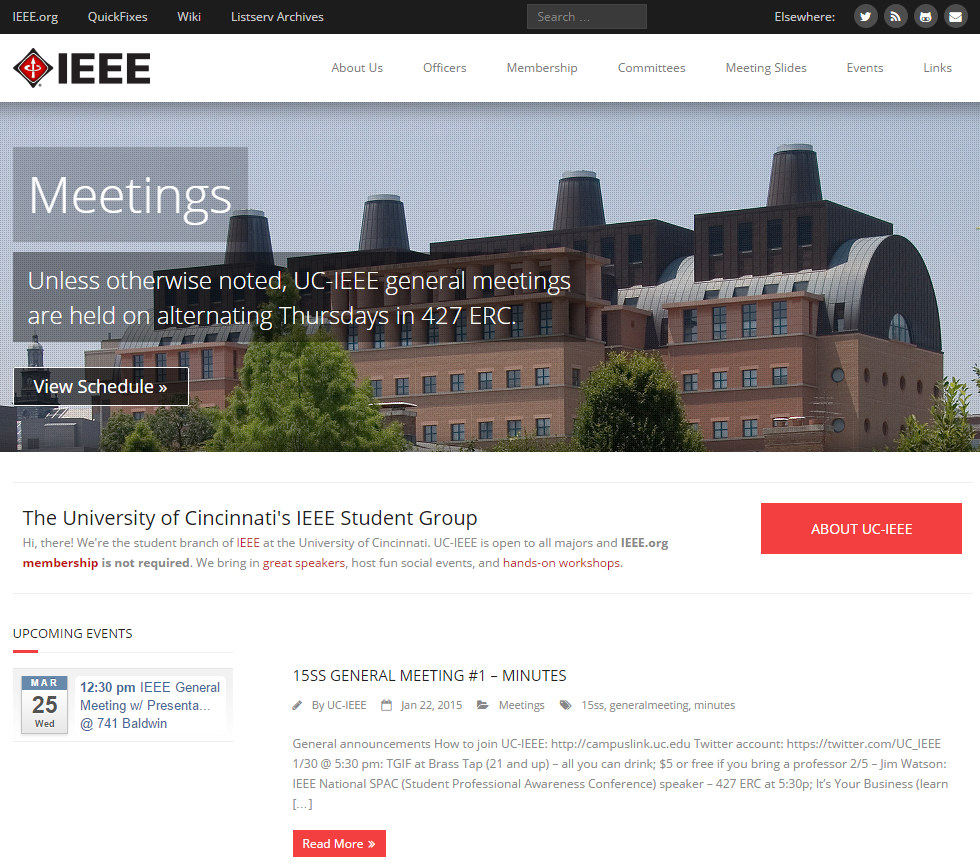 IEEE.org QuickFixes Wiki Listserv Archives Search ... Elsewhere:
IEEE About Us Officers Membership Committees Meeting Slides Events Links
Meetings
Unless otherwise noted, UC-IEEE general meetings
are held on alternating Thursdays in 427 ERC.
View Schedule »
The University of Cincinnati's IEEE Student Group
Hi, there! We're the student branch of IEEE at the University of Cincinnati. UC-IEEE is open to all majors and IEEE.org
membership is not required. We bring in great speakers, host fun social events, and hands-on workshops.
ABOUT UC-IEEE
UPCOMING EVENTS
MAR
25
Wed
12:30 pm IEEE General
Meeting w/ Presenta...
@ 741 Baldwin
15SS GENERAL MEETING #1 – MINUTES
By UC-IEEE Jan 22, 2015 Meetings 15ss, generalmeeting, minutes
General announcements How to join UC-IEEE: http://campuslink.uc.edu Twitter account: https://twitter.com/UC_IEEE
1/30 @ 5:30 pm: TGIF at Brass Tap (21 and up) – all you can drink; $5 or free if you bring a professor 2/5 – Jim Watson:
IEEE National SPAC (Student Professional Awareness Conference) speaker – 427 ERC at 5:30p; It's Your Business (learn
[...]
Read More »